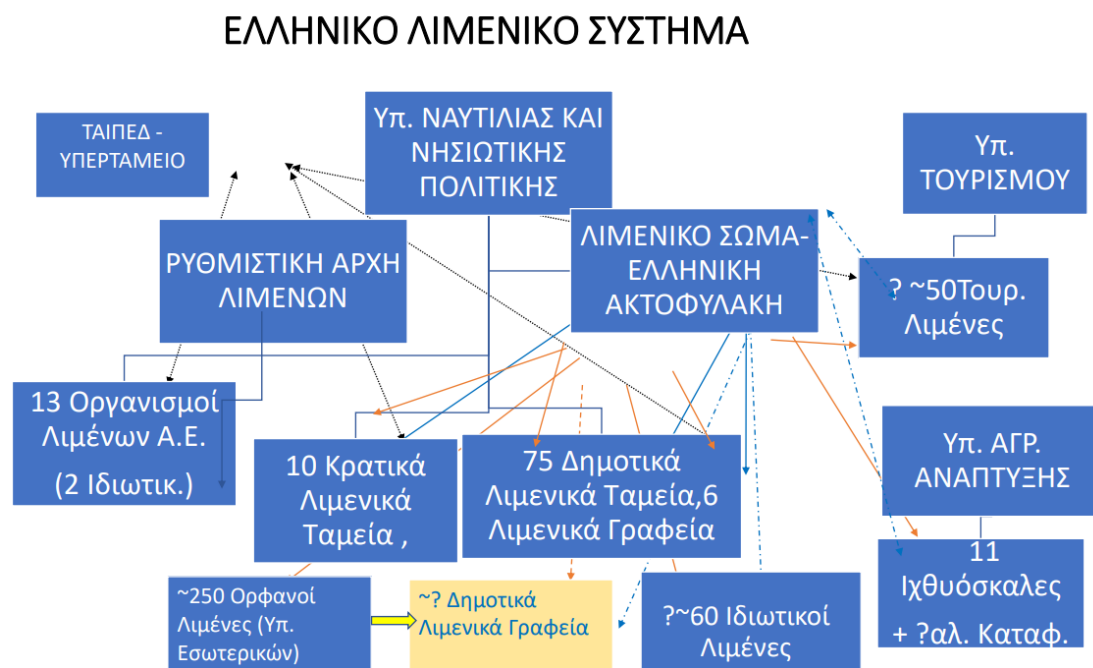 ΕΛΛΗΝΙΚΟ ΛΙΜΕΝΙΚΟ ΣΥΣΤΗΜΑ
ΤΑΙΠΕΔ -
ΥΠΕΡΤΑΜΕΙΟ
Υπ. ΝΑΥΤΙΛΙΑΣ ΚΑΙ
ΝΗΣΙΩΤΙΚΗΣ
ΠΟΛΙΤΙΚΗΣ
Υπ.
ΤΟΥΡΙΣΜΟΥ
ΡΥΘΜΙΣΤΙΚΗ ΑΡΧΗ
ΛΙΜΕΝΩΝ
ΛΙΜΕΝΙΚΟ ΣΩΜΑ-
ΕΛΛΗΝΙΚΗ
ΑΚΤΟΦΥΛΑΚΗ
? ~50Τουρ.
Λιμένες
13 Οργανισμοί
Λιμένων Α.Ε.
(2 Ιδιωτικ.)
10 Κρατικά
Λιμενικά
Ταμεία ,
75 Δημοτικά
Λιμενικά Ταμεία,6
Λιμενικά Γραφεία
Υπ. ΑΓΡ.
ΑΝΑΠΤΥΞΗΣ
11
Ιχθυόσκαλες
+ ?αλ. Καταφ.
~250 Ορφανοί
Λιμένες (Υπ.
Εσωτερικών)
~? Δημοτικά
Λιμενικά Γραφεία
?~60 Ιδιωτικοί
Λιμένες